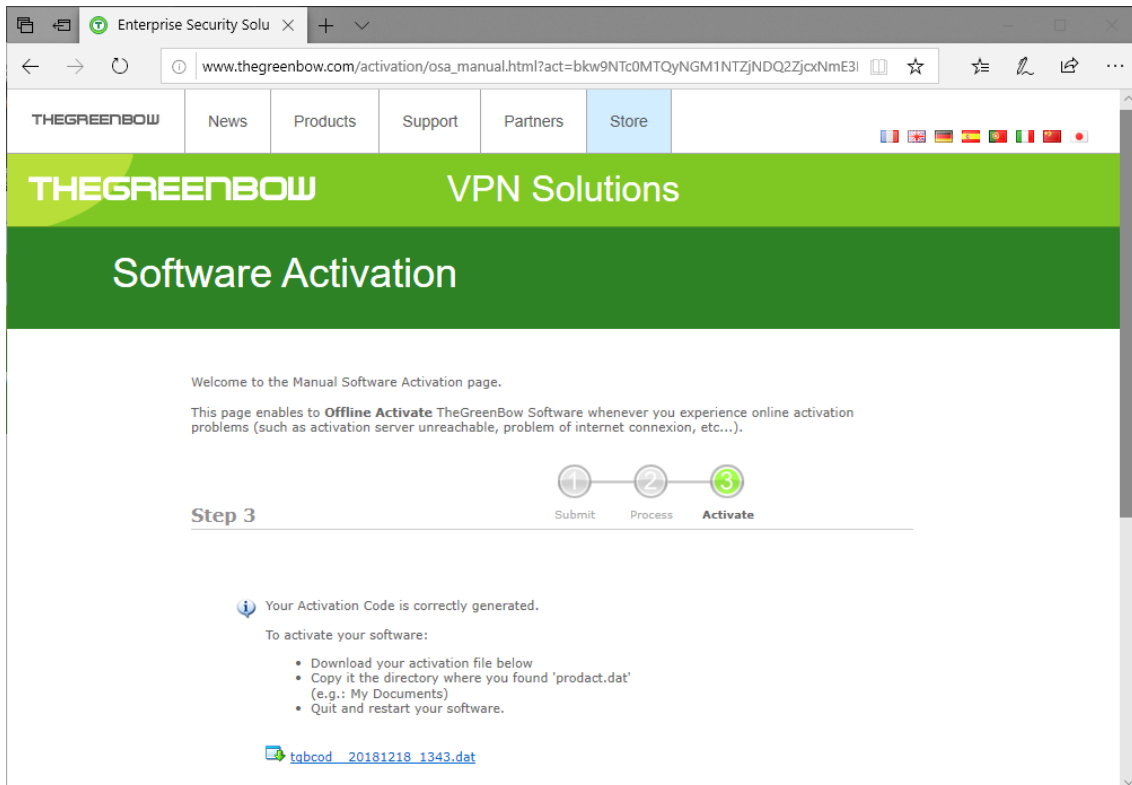 Enterprise Security Solu
www.thegreenbow.com/activation/osa_manual.html?act=bkw9NTc0MTQyNGM1NTZjNDQ2ZjcxNmE3
THEGREENBOW News Products Support Partners Store
THEGREENBOW VPN Solutions
Software Activation
Welcome to the Manual Software Activation page.
This page enables to Offline Activate TheGreenBow Software whenever you experience online activation
problems (such as activation server unreachable, problem of internet connexion, etc...).
1 2 3
Step 3 Submit Process Activate
Your Activation Code is correctly generated.
To activate your software:
• Download your activation file below
• Copy it the directory where you found 'prodact.dat'
(e.g.: My Documents)
• Quit and restart your software.
tgbcod__20181218_1343.dat